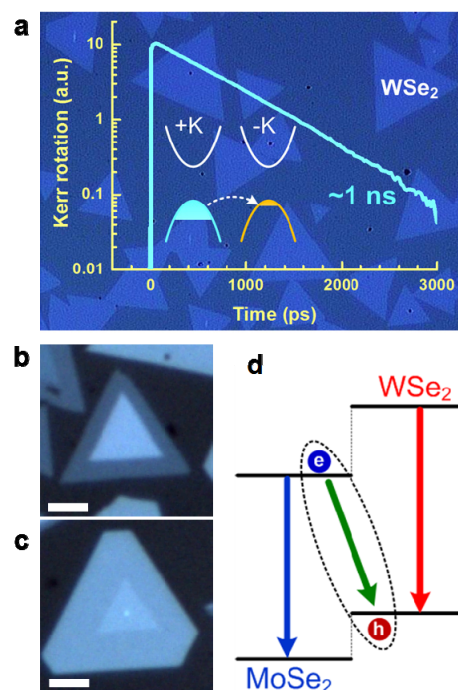 a
Kerr rotation (a.u.)
10
1
0.1
0.01
WSe₂
+K -K
~1 ns
0 1000 2000 3000
Time (ps)
b
c
d
WSe₂
e
h
MoSe₂